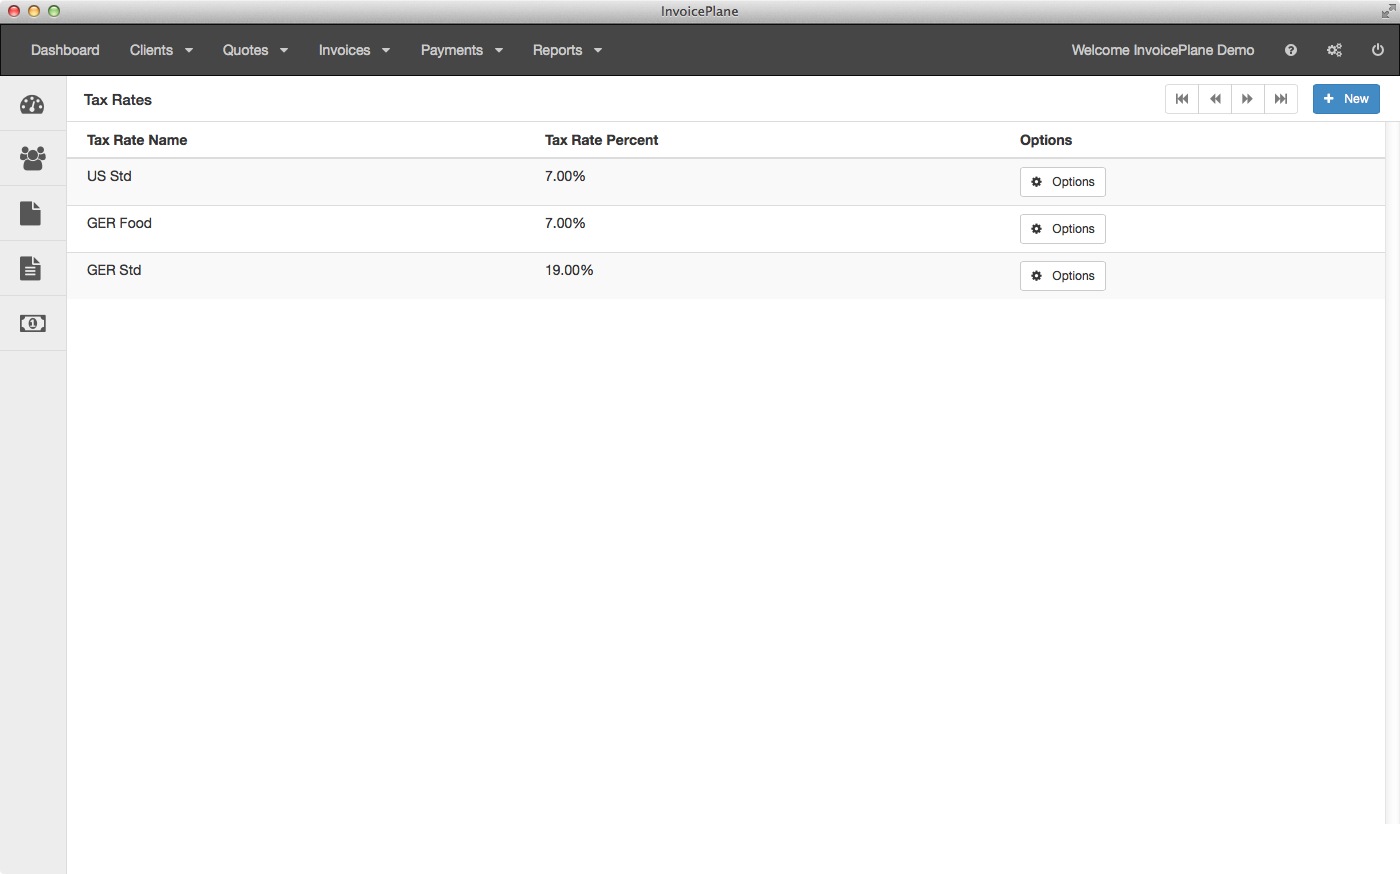 InvoicePlane
Dashboard Clients Quotes Invoices Payments Reports Welcome InvoicePlane Demo
Tax Rates New
Tax Rate Name Tax Rate Percent Options
US Std 7.00% Options
GER Food 7.00% Options
GER Std 19.00% Options